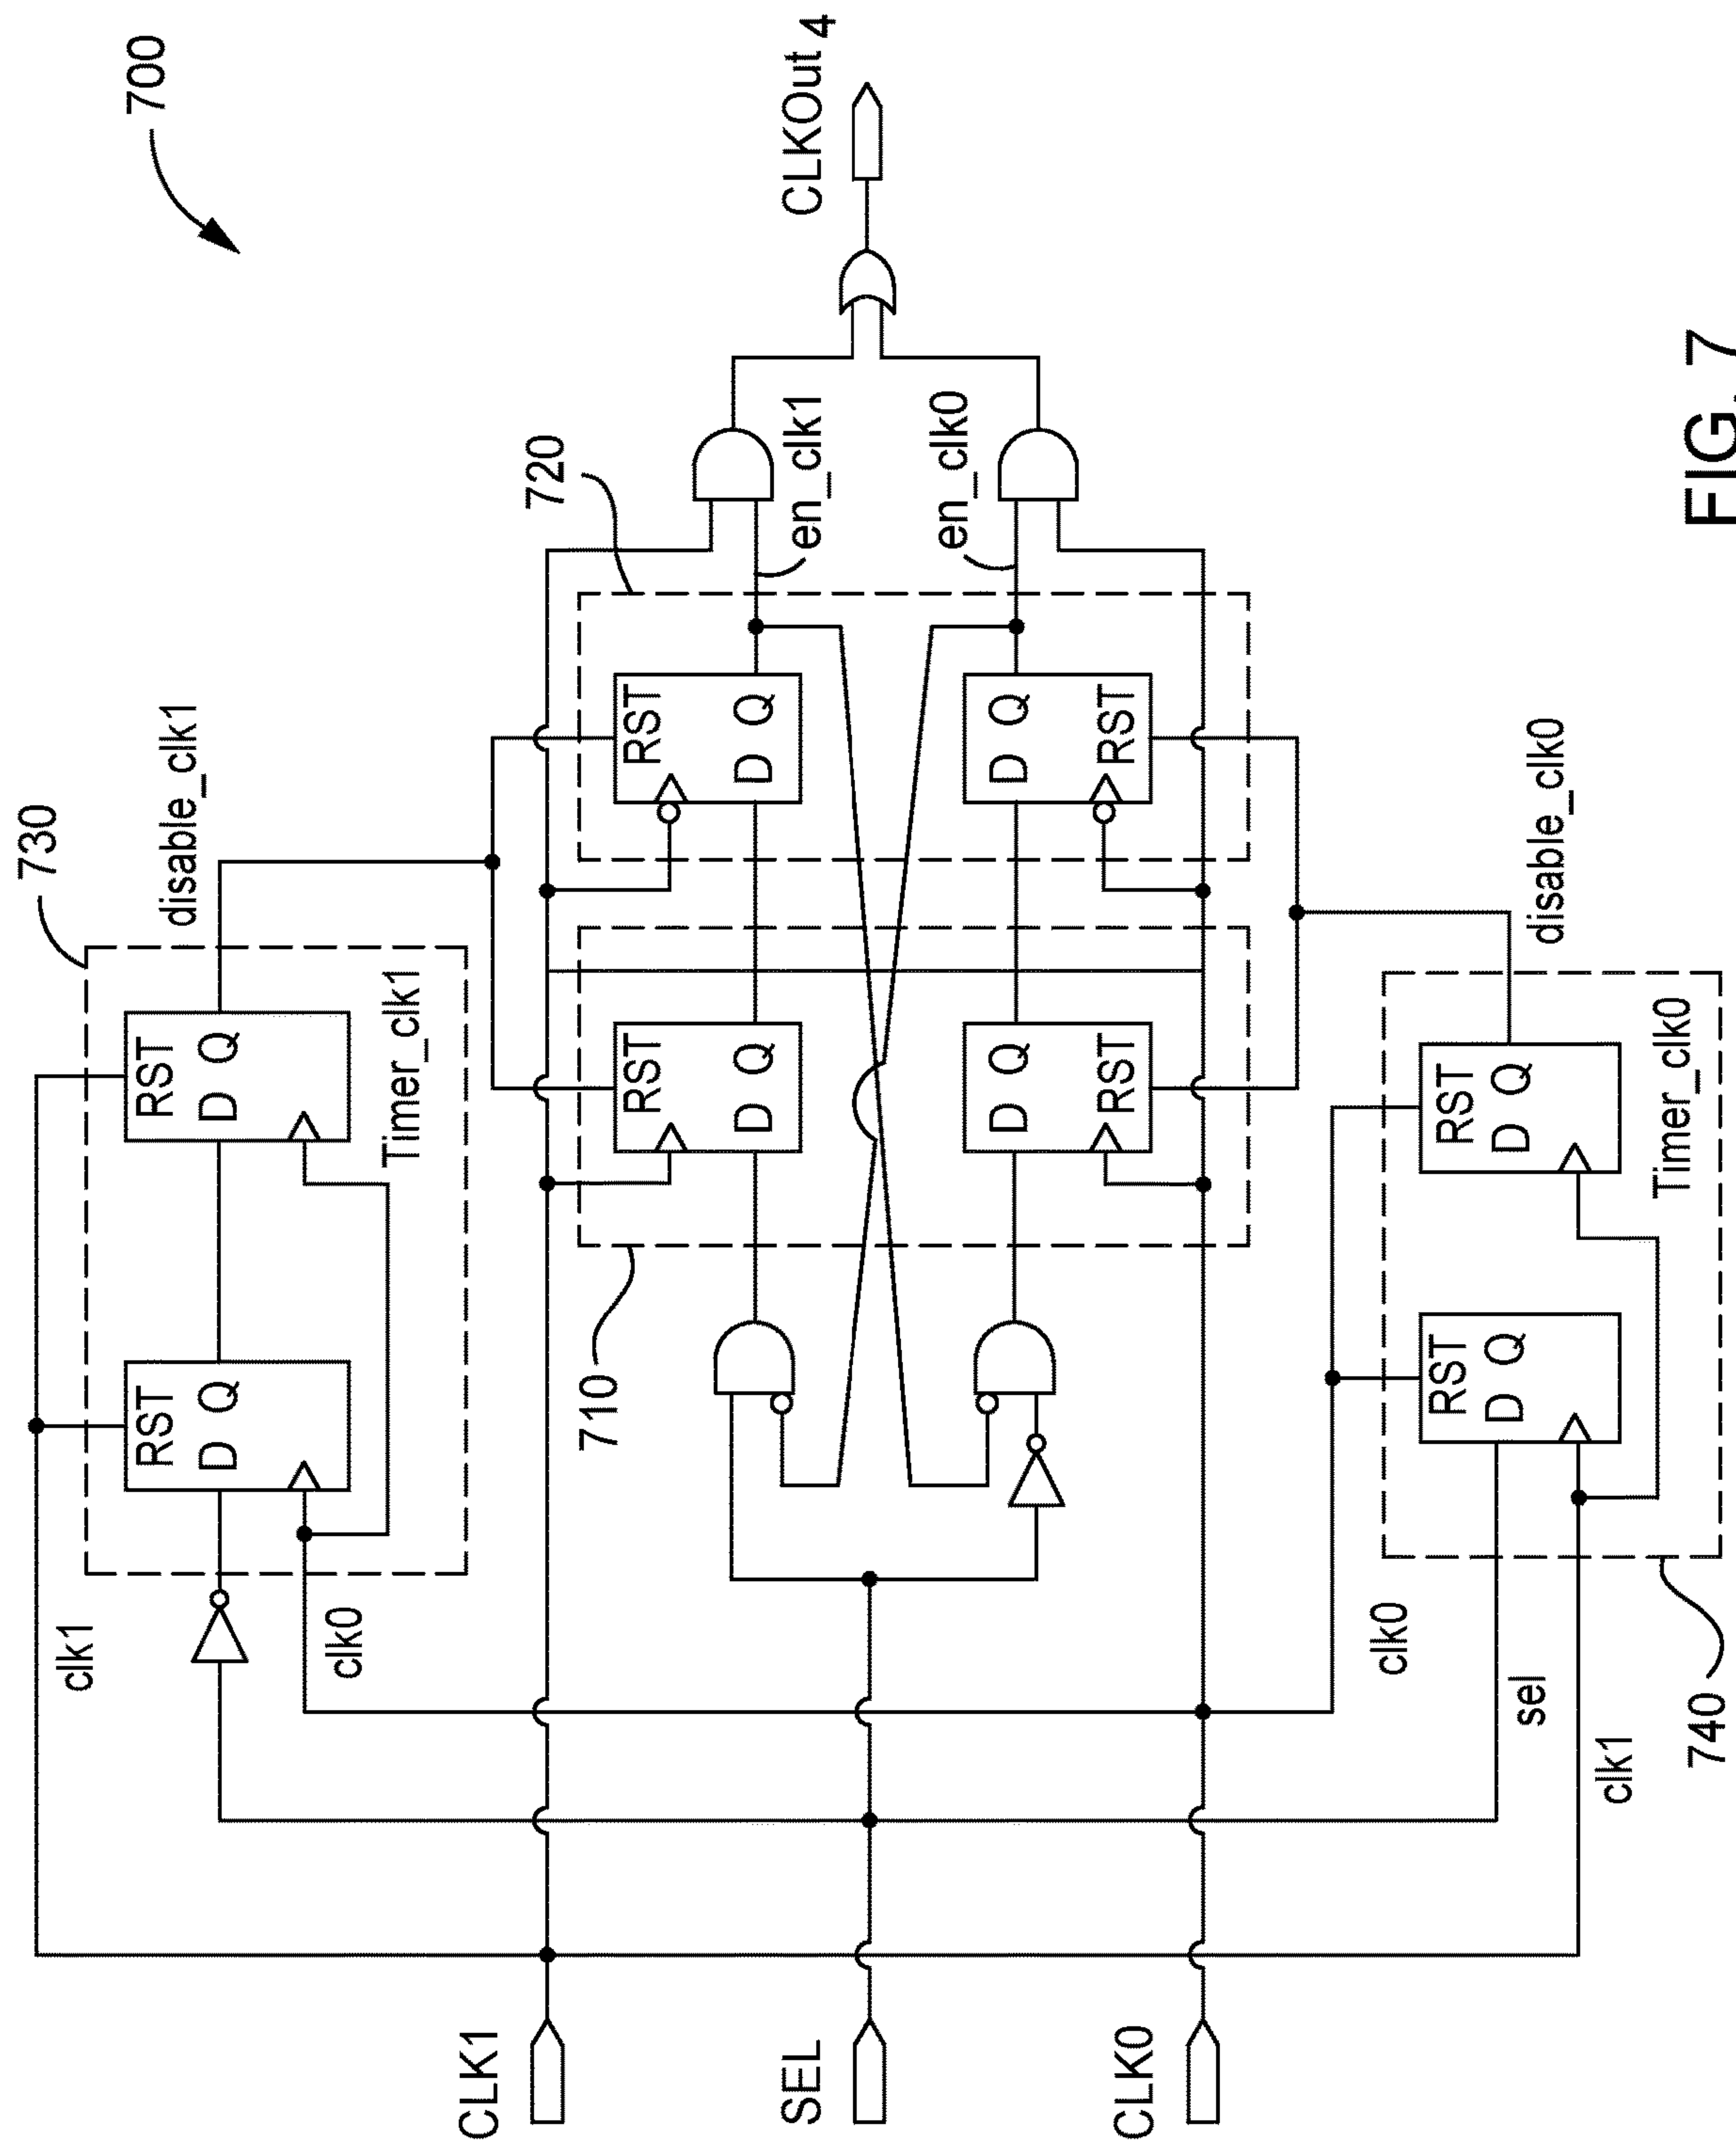 700
730
clk1
RST
D Q
RST
D Q
disable_clk1
clk0
Timer_clk1
CLK1
710
720
RST
D Q
RST
D Q
en_clk1
CLKOut 4
SEL
en_clk0
D Q
RST
D Q
RST
CLK0
clk0
sel
clk1
RST
D Q
RST
D Q
disable_clk0
Timer_clk0
740
FIG. 7